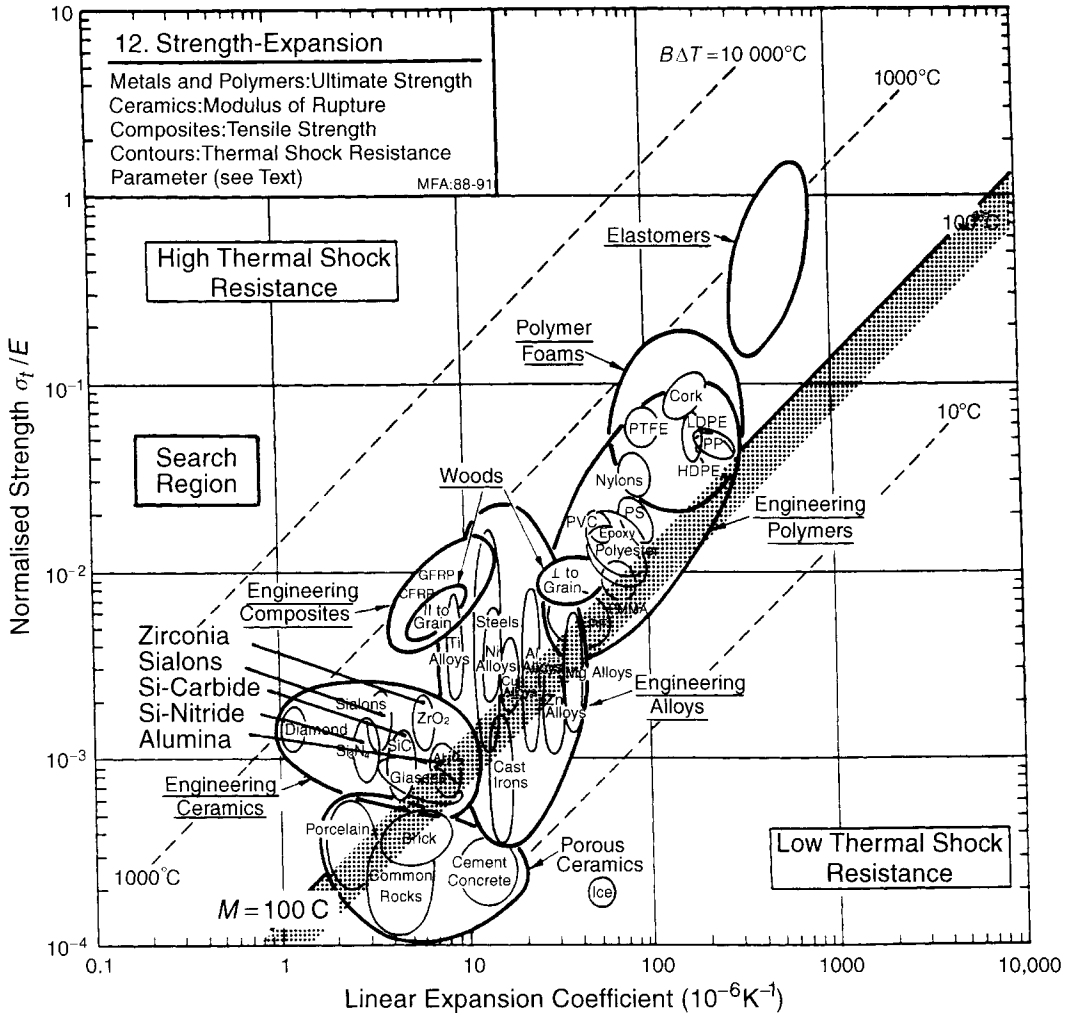 12. Strength-Expansion
Metals and Polymers:Ultimate Strength
Ceramics:Modulus of Rupture
Composites:Tensile Strength
Contours:Thermal Shock Resistance
Parameter (see Text)
MFA:88-91
BΔT=10 000°C
1000°C
100°C
10°C
High Thermal Shock
Resistance
Search
Region
Elastomers
Polymer
Foams
Cork
PTFE
LDPE
PP
HDPE
Nylons
Woods
PS
PVC
Epoxy
Polyester
Engineering
Polymers
⊥ to
Grain
GFRP
CFRP
II to
Grain
Engineering
Composites
Steels
Ti
Alloys
Ni
Alloys
Al
Cu
Mg Alloys
Zn
Alloys
Engineering
Alloys
Zirconia
Sialons
Si-Carbide
Si-Nitride
Alumina
Sialons
ZrO₂
Diamond
Si₃N₄
SiC
Cast
Irons
Engineering
Ceramics
Porcelain
Brick
Common
Rocks
Cement
Concrete
Porous
Ceramics
Ice
Low Thermal Shock
Resistance
1000°C
M=100 C
Normalised Strength σt/E
10
1
10⁻¹
10⁻²
10⁻³
10⁻⁴
0.1
1
10
100
1000
10,000
Linear Expansion Coefficient (10⁻⁶K⁻¹)